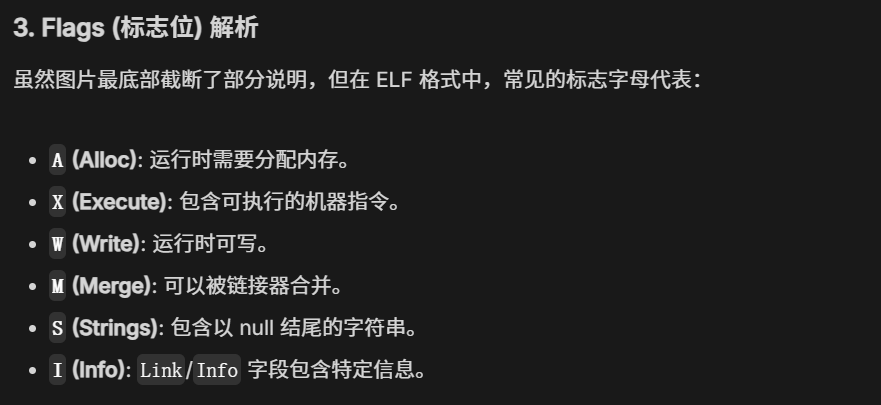 3. Flags (标志位) 解析
虽然图片最底部截断了部分说明，但在 ELF 格式中，常见的标志字母代表：
• A (Alloc): 运行时需要分配内存。
• X (Execute): 包含可执行的机器指令。
• W (Write): 运行时可写。
• M (Merge): 可以被链接器合并。
• S (Strings): 包含以 null 结尾的字符串。
• I (Info): Link/Info 字段包含特定信息。